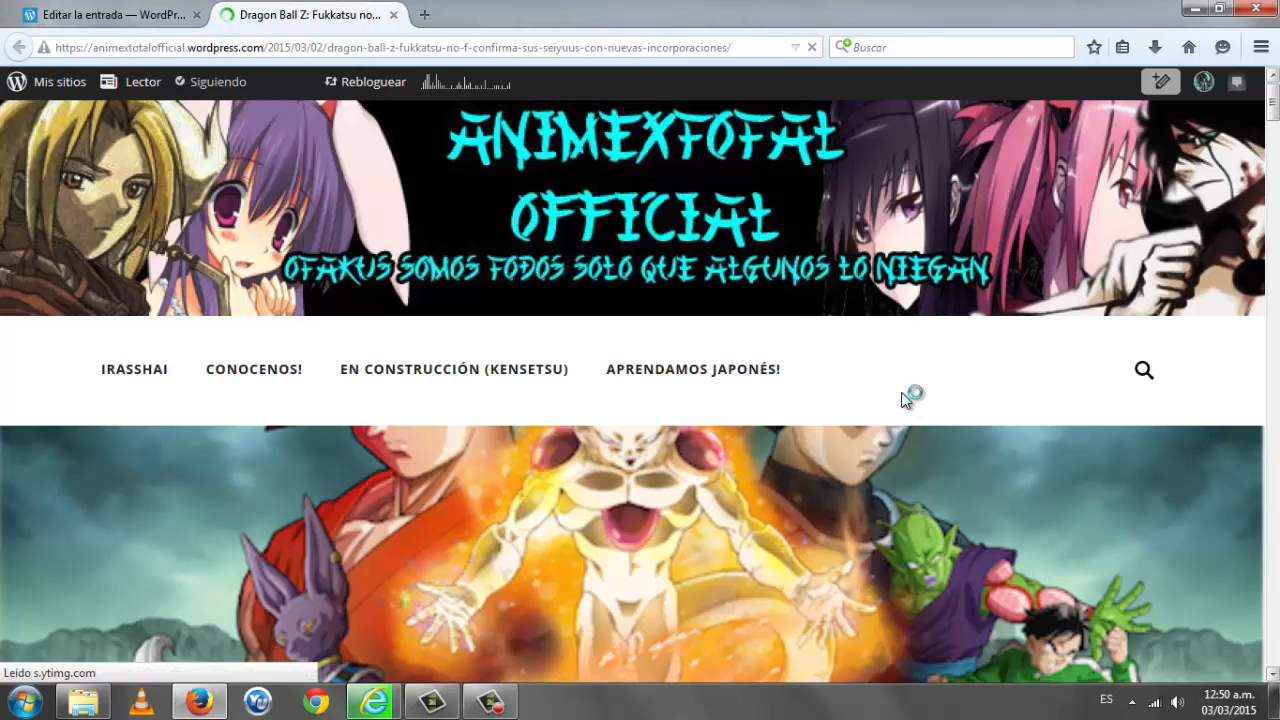 Editar la entrada — WordPr...
Dragon Ball Z: Fukkatsu no...
https://animextotalofficial.wordpress.com/2015/03/02/dragon-ball-z-fukkatsu-no-f-confirma-sus-seiyuus-con-nuevas-incorporaciones/
Buscar
Mis sitios
Lector
Siguiendo
Rebloguear
ANIMEXTOTAL
OFFICIAL
OTAKUS SOMOS TODOS SOLO QUE ALGUNOS LO NIEGAN
IRASSHAI
CONOCENOS!
EN CONSTRUCCIÓN (KENSETSU)
APRENDAMOS JAPONÉS!
Leído s.ytimg.com
ES
12:50 a.m.
03/03/2015